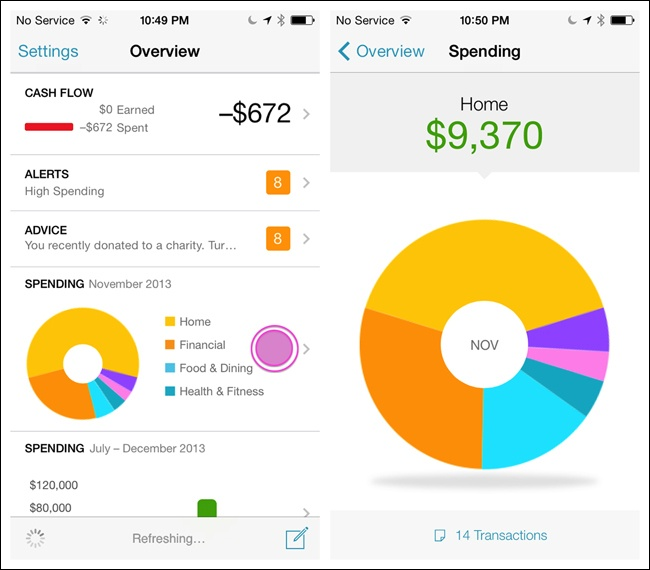 No Service 10:49 PM
Settings Overview
CASH FLOW
$0 Earned
–$672 Spent
–$672
ALERTS
High Spending
8
ADVICE
You recently donated to a charity. Tur…
8
SPENDING November 2013
Home
Financial
Food & Dining
Health & Fitness
SPENDING July – December 2013
$120,000
$80,000
Refreshing…
No Service 10:50 PM
Overview Spending
Home
$9,370
NOV
14 Transactions